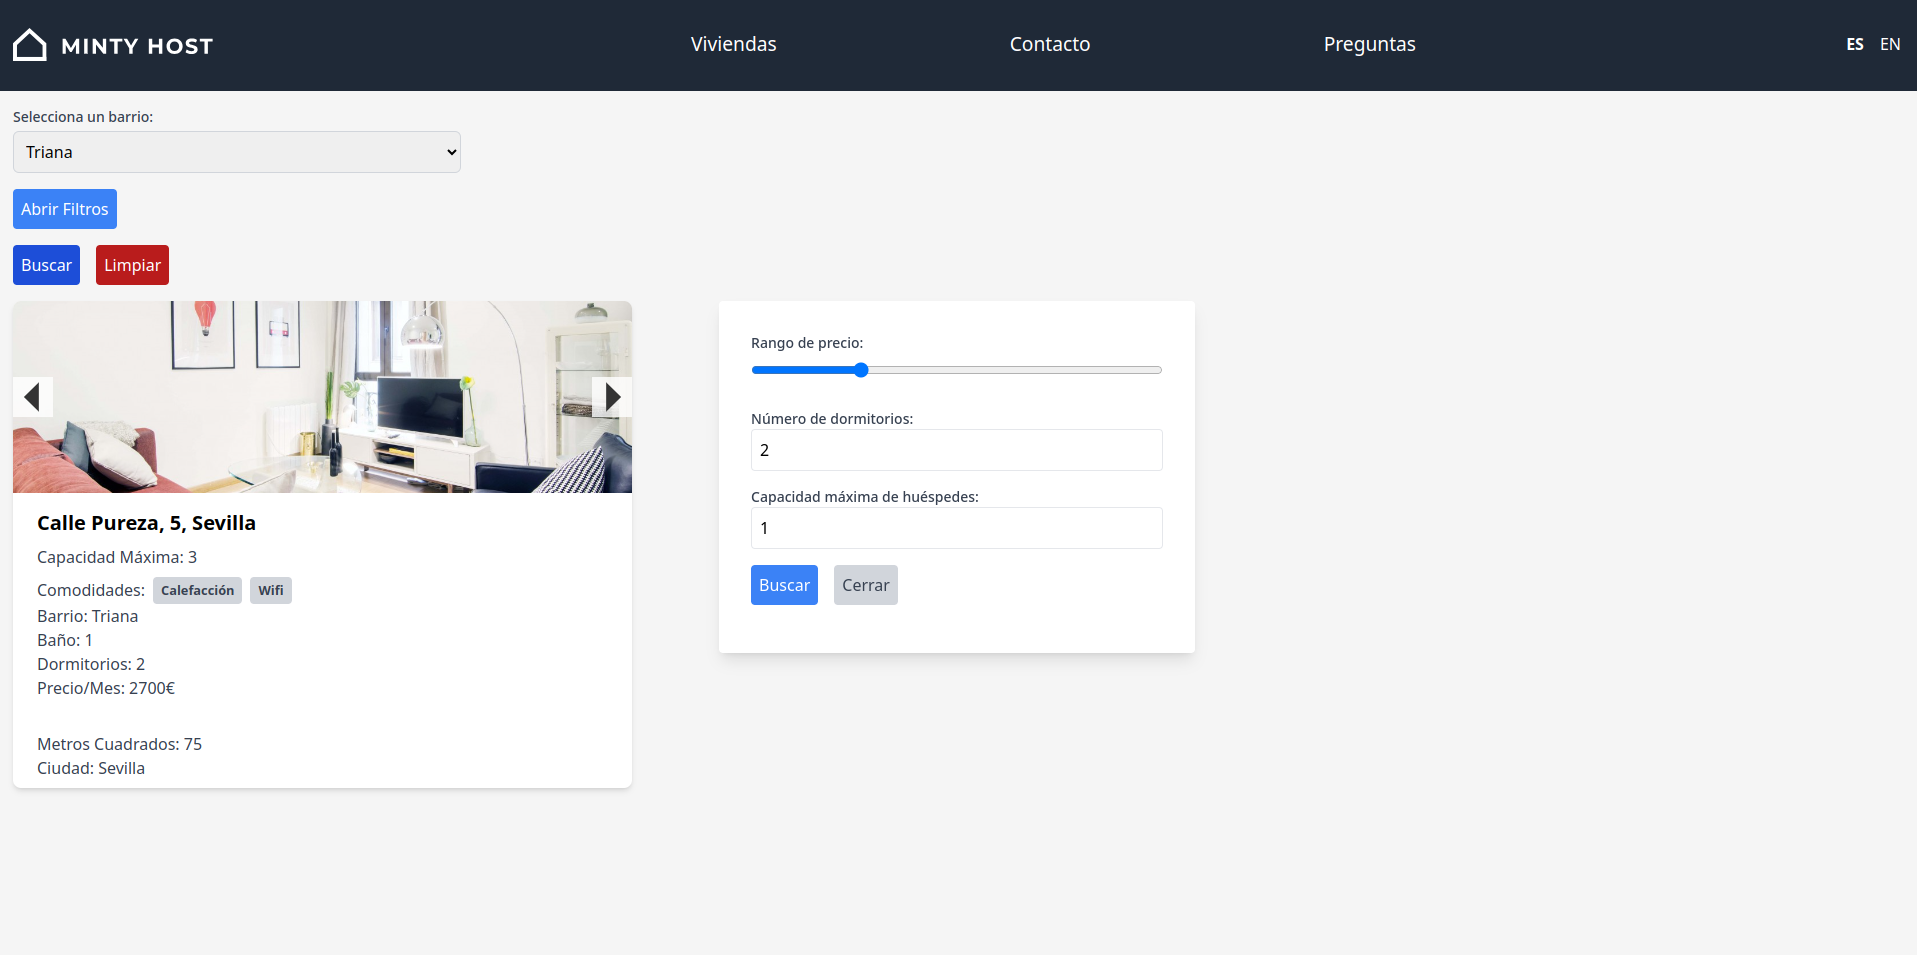 MINTY HOST
Viviendas
Contacto
Preguntas
ES EN
Selecciona un barrio:
Triana
Abrir Filtros
Buscar
Limpiar
Calle Pureza, 5, Sevilla
Capacidad Máxima: 3
Comodidades: Calefacción Wifi
Barrio: Triana
Baño: 1
Dormitorios: 2
Precio/Mes: 2700€
Metros Cuadrados: 75
Ciudad: Sevilla
Rango de precio:
Número de dormitorios:
2
Capacidad máxima de huéspedes:
1
Buscar
Cerrar